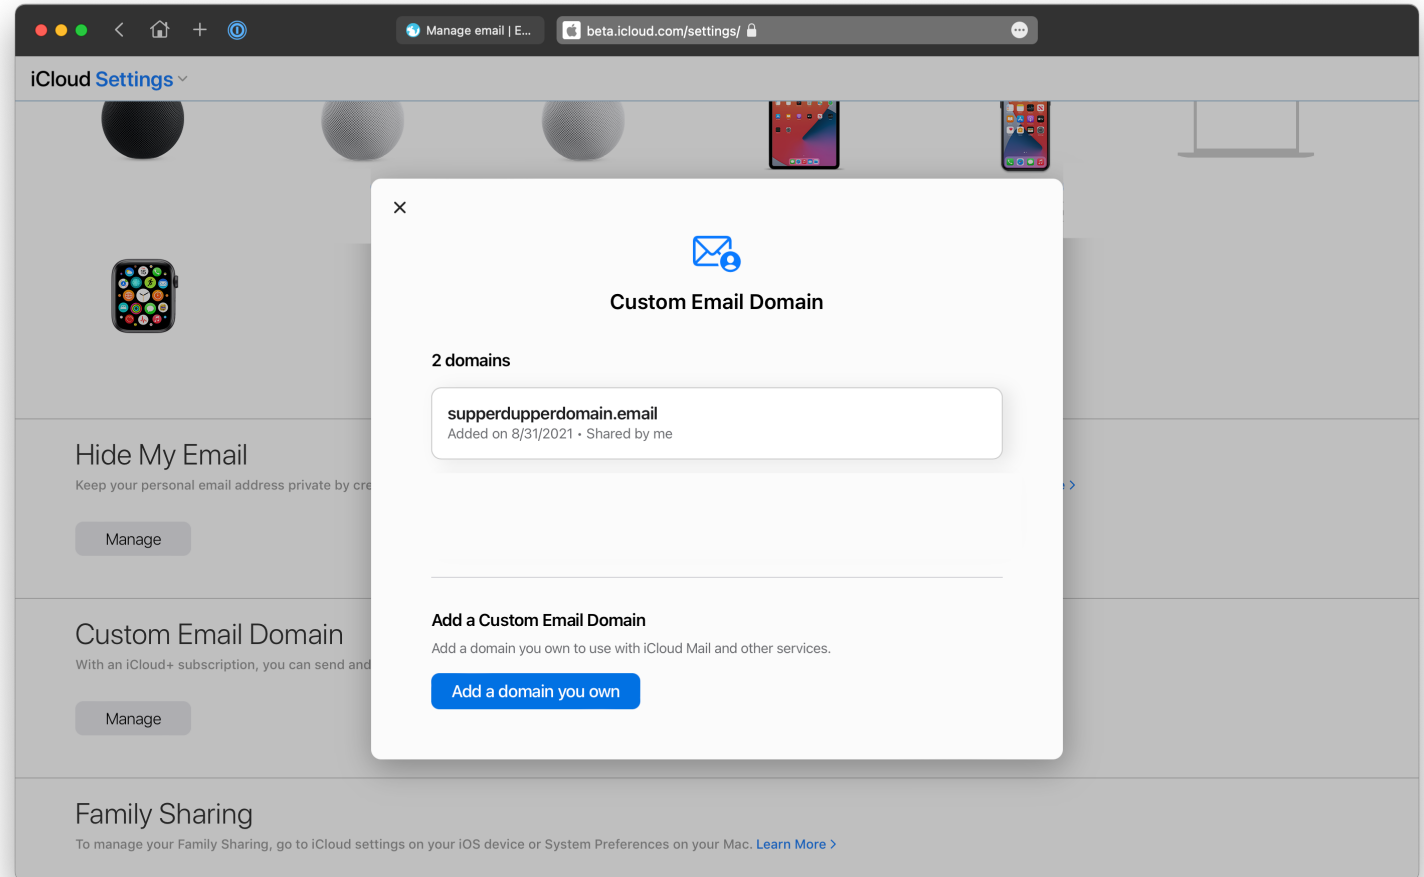 Manage email | E...
beta.icloud.com/settings/
iCloud Settings
Custom Email Domain
2 domains
supperdupperdomain.email
Added on 8/31/2021 • Shared by me
Add a Custom Email Domain
Add a domain you own to use with iCloud Mail and other services.
Add a domain you own
Hide My Email
Keep your personal email address private by cre
Manage
Custom Email Domain
With an iCloud+ subscription, you can send and
Manage
Family Sharing
To manage your Family Sharing, go to iCloud settings on your iOS device or System Preferences on your Mac. Learn More >